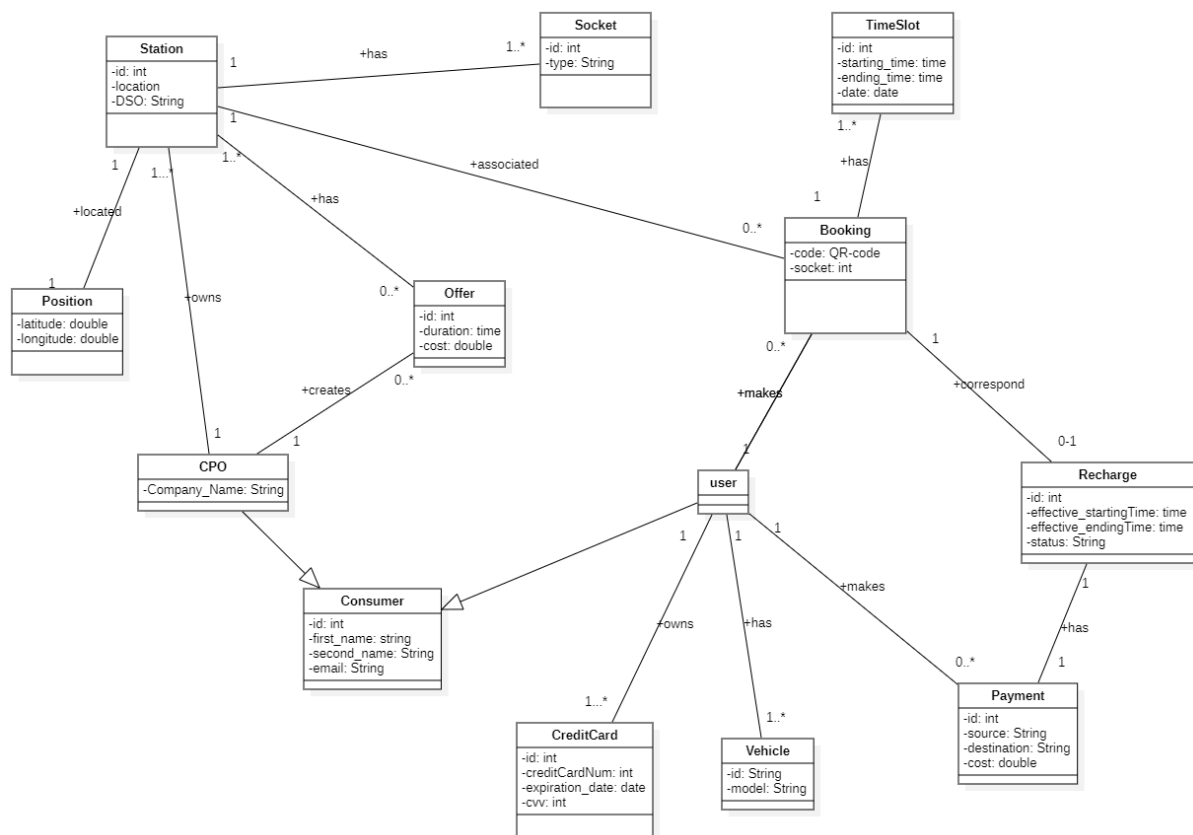 Socket
-id: int
-type: String
TimeSlot
-id: int
-starting_time: time
-ending_time: time
-date: date
Station
-id: int
-location
-DSO: String
1
+has
1..*
1
+associated
0..*
1..*
+has
1
1
+located
1
1...*
+owns
1
1..*
+has
0..*
Booking
-code: QR-code
-socket: int
Position
-latitude: double
-longitude: double
Offer
-id: int
-duration: time
-cost: double
0..*
+creates
1
0..*
+makes
1
1
+correspond
0-1
CPO
-Company_Name: String
user
Recharge
-id: int
-effective_startingTime: time
-effective_endingTime: time
-status: String
1
+owns
1...*
1
+has
1..*
1
+makes
0..*
1
+has
1
Consumer
-id: int
-first_name: string
-second_name: String
-email: String
CreditCard
-id: int
-creditCardNum: int
-expiration_date: date
-cvv: int
Vehicle
-id: String
-model: String
Payment
-id: int
-source: String
-destination: String
-cost: double